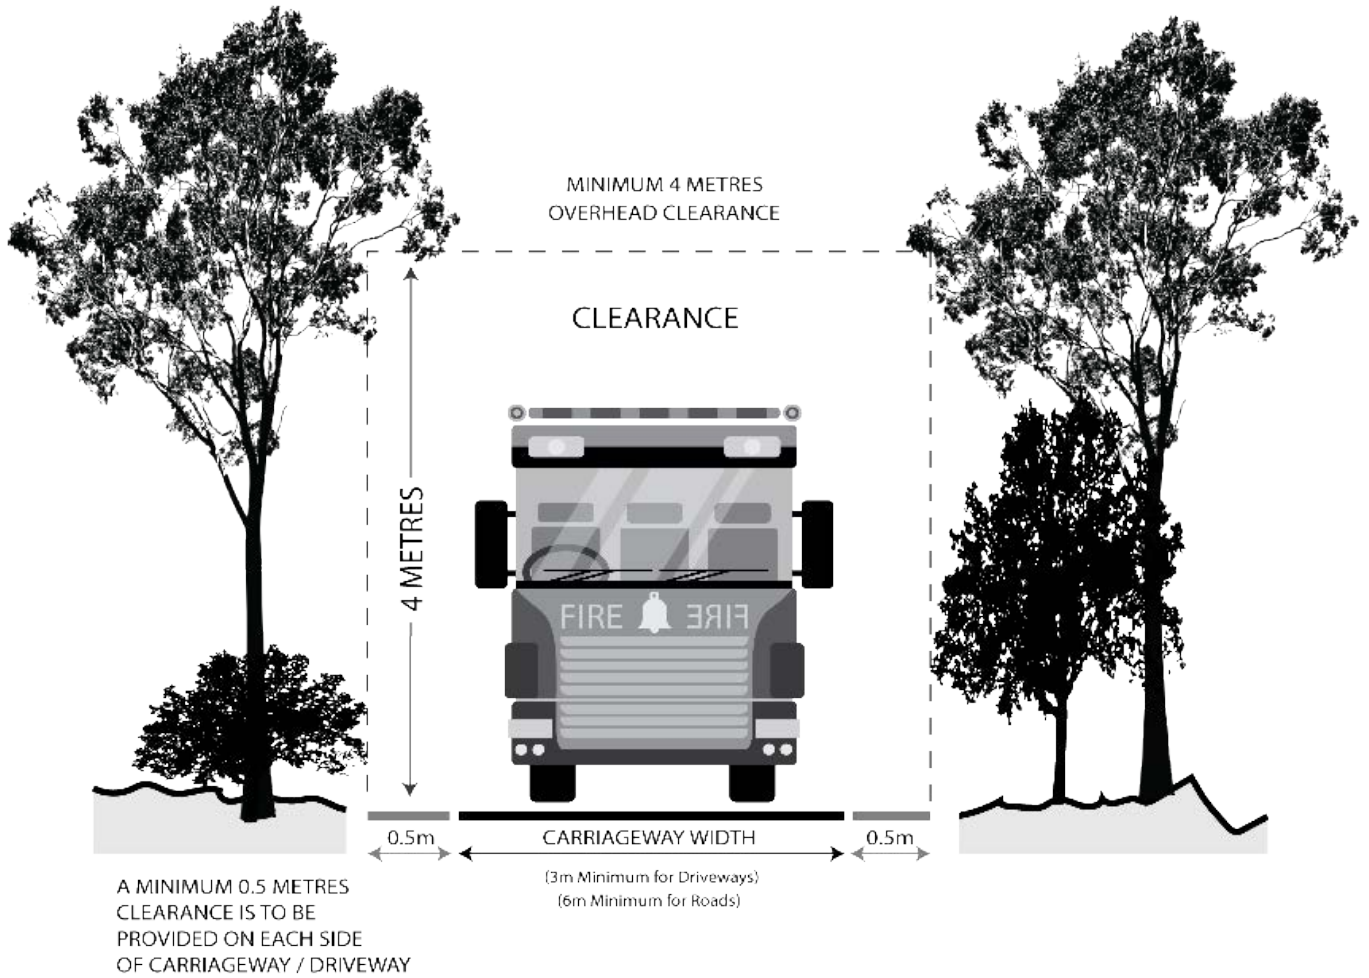 MINIMUM 4 METRES
OVERHEAD CLEARANCE
CLEARANCE
4 METRES
FIRE FIRE
0.5m CARRIAGEWAY WIDTH 0.5m
(3m Minimum for Driveways)
(6m Minimum for Roads)
A MINIMUM 0.5 METRES
CLEARANCE IS TO BE
PROVIDED ON EACH SIDE
OF CARRIAGEWAY / DRIVEWAY